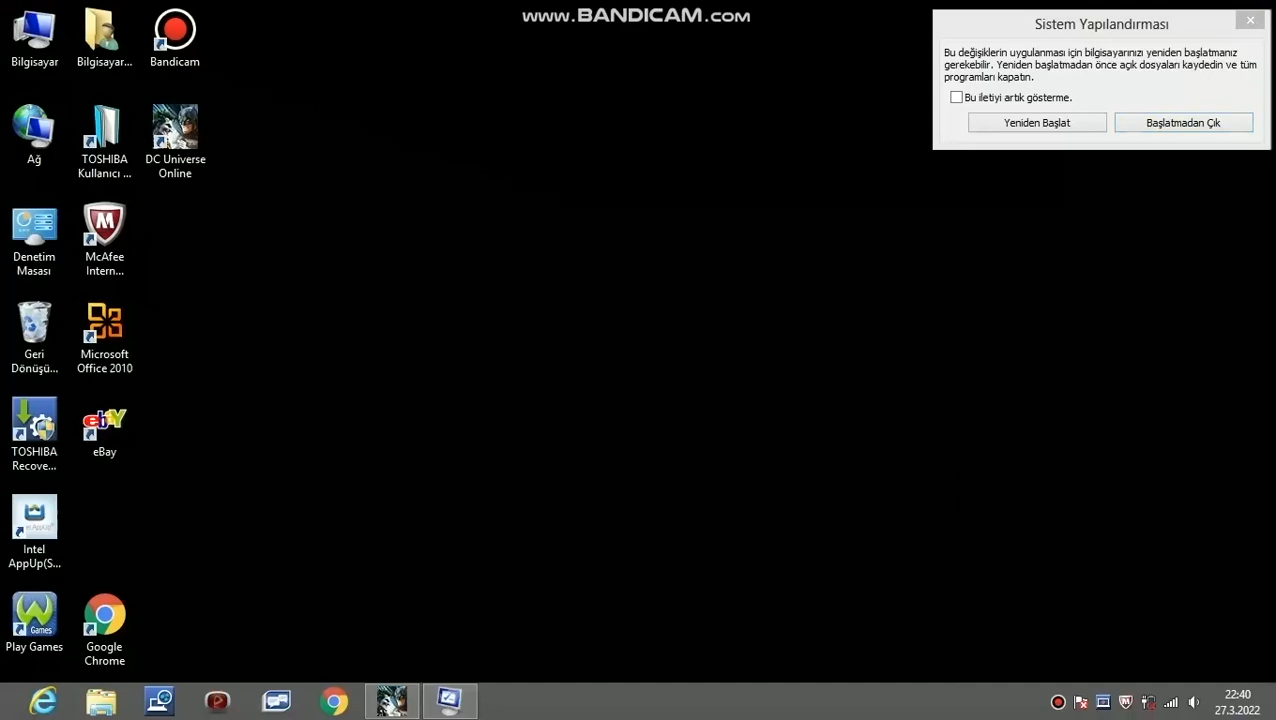 www.BANDICAM.com
Sistem Yapılandırması
Bu değişiklerin uygulanması için bilgisayarınızı yeniden başlatmanız
gerekebilir. Yeniden başlatmadan önce açık dosyaları kaydedin ve tüm
programları kapatın.
Bu iletiyi artık gösterme.
Yeniden Başlat
Başlatmadan Çık
Bilgisayar
Bilgisayar...
Bandicam
Ağ
TOSHIBA
Kullanıcı ...
DC Universe
Online
Denetim
Masası
McAfee
Intern...
Geri
Dönüşü...
Microsoft
Office 2010
TOSHIBA
Recove...
eBay
Intel
AppUp(S...
Play Games
Google
Chrome
22:40
27.3.2022